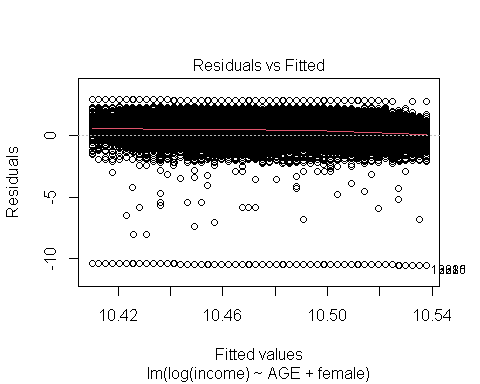 Residuals vs Fitted
Residuals
0
-5
-10
10.42
10.46
10.50
10.54
Fitted values
lm(log(income) ~ AGE + female)